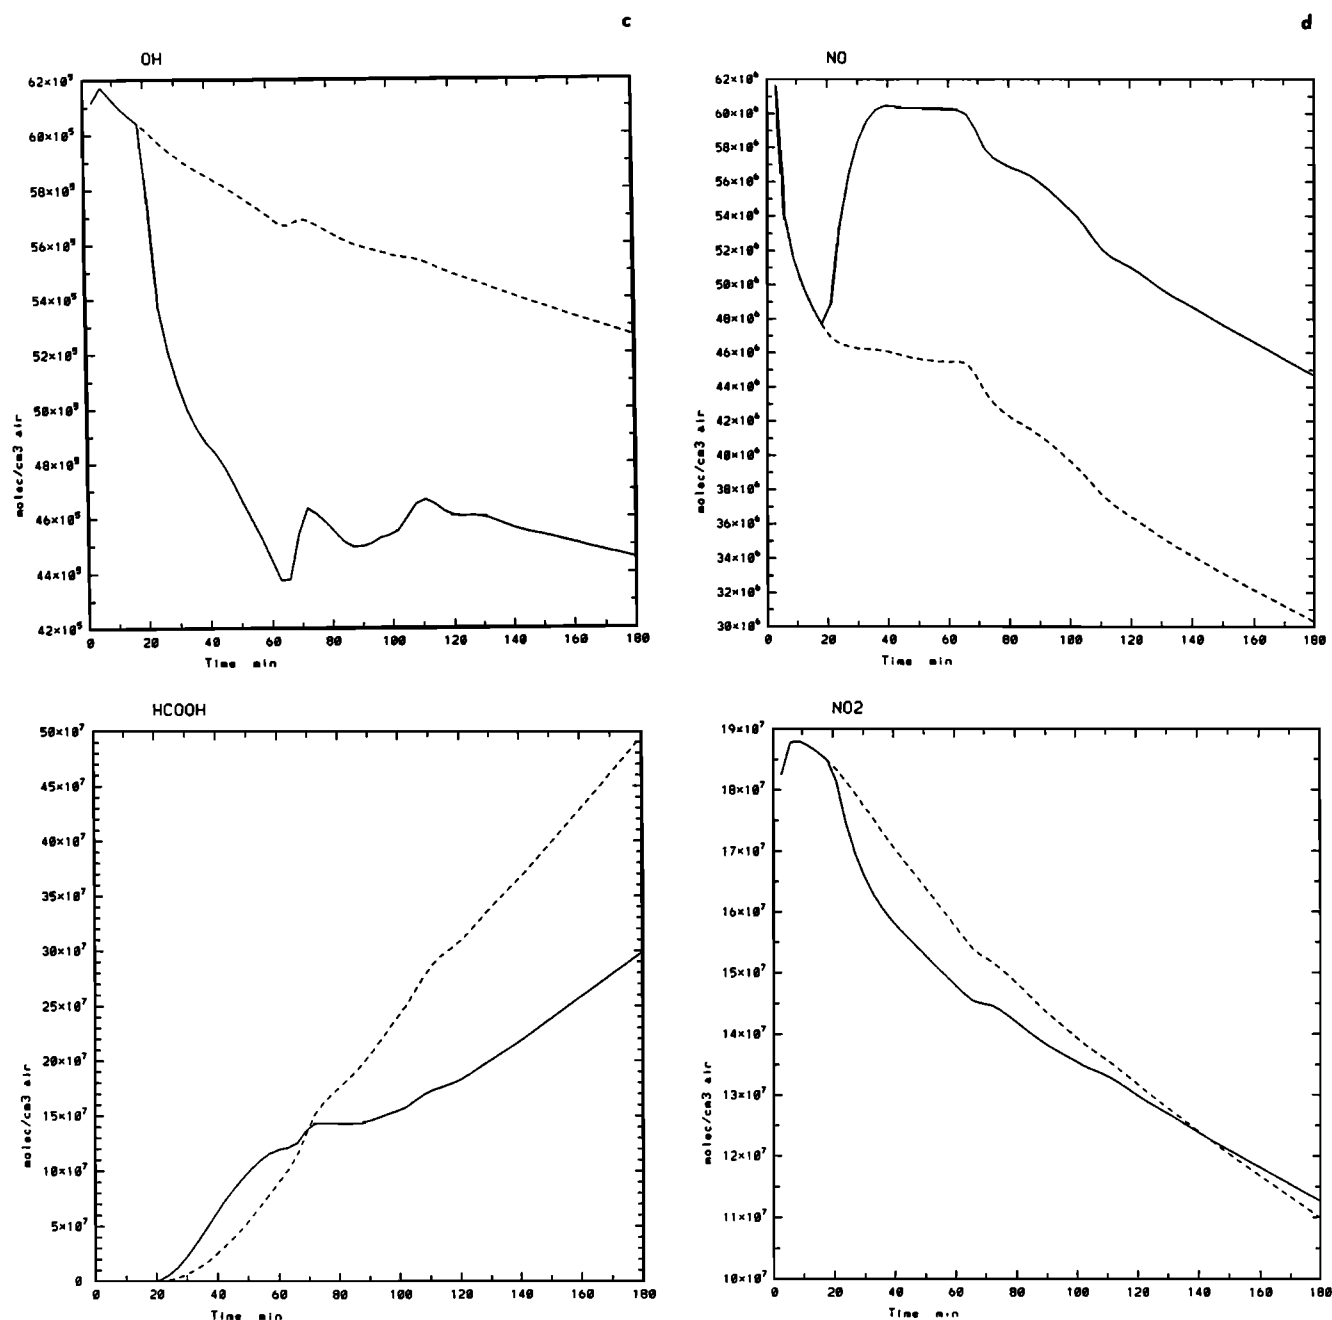 c
OH
62×10⁵
60×10⁵
58×10⁵
56×10⁵
54×10⁵
52×10⁵
50×10⁵
48×10⁵
46×10⁵
44×10⁵
42×10⁵
molec/cm3 air
0 20 40 60 80 100 120 140 160 180
Time min
d
NO
62×10⁶
60×10⁶
58×10⁶
56×10⁶
54×10⁶
52×10⁶
50×10⁶
48×10⁶
46×10⁶
44×10⁶
42×10⁶
40×10⁶
38×10⁶
36×10⁶
34×10⁶
32×10⁶
30×10⁶
molec/cm3 air
0 20 40 60 80 100 120 140 160 180
Time min
HCOOH
50×10⁷
45×10⁷
40×10⁷
35×10⁷
30×10⁷
25×10⁷
20×10⁷
15×10⁷
10×10⁷
5×10⁷
0
molec/cm3 air
0 20 40 60 80 100 120 140 160 180
Time min
NO2
19×10⁷
18×10⁷
17×10⁷
16×10⁷
15×10⁷
14×10⁷
13×10⁷
12×10⁷
11×10⁷
10×10⁷
molec/cm3 air
0 20 40 60 80 100 120 140 160 180
Time min